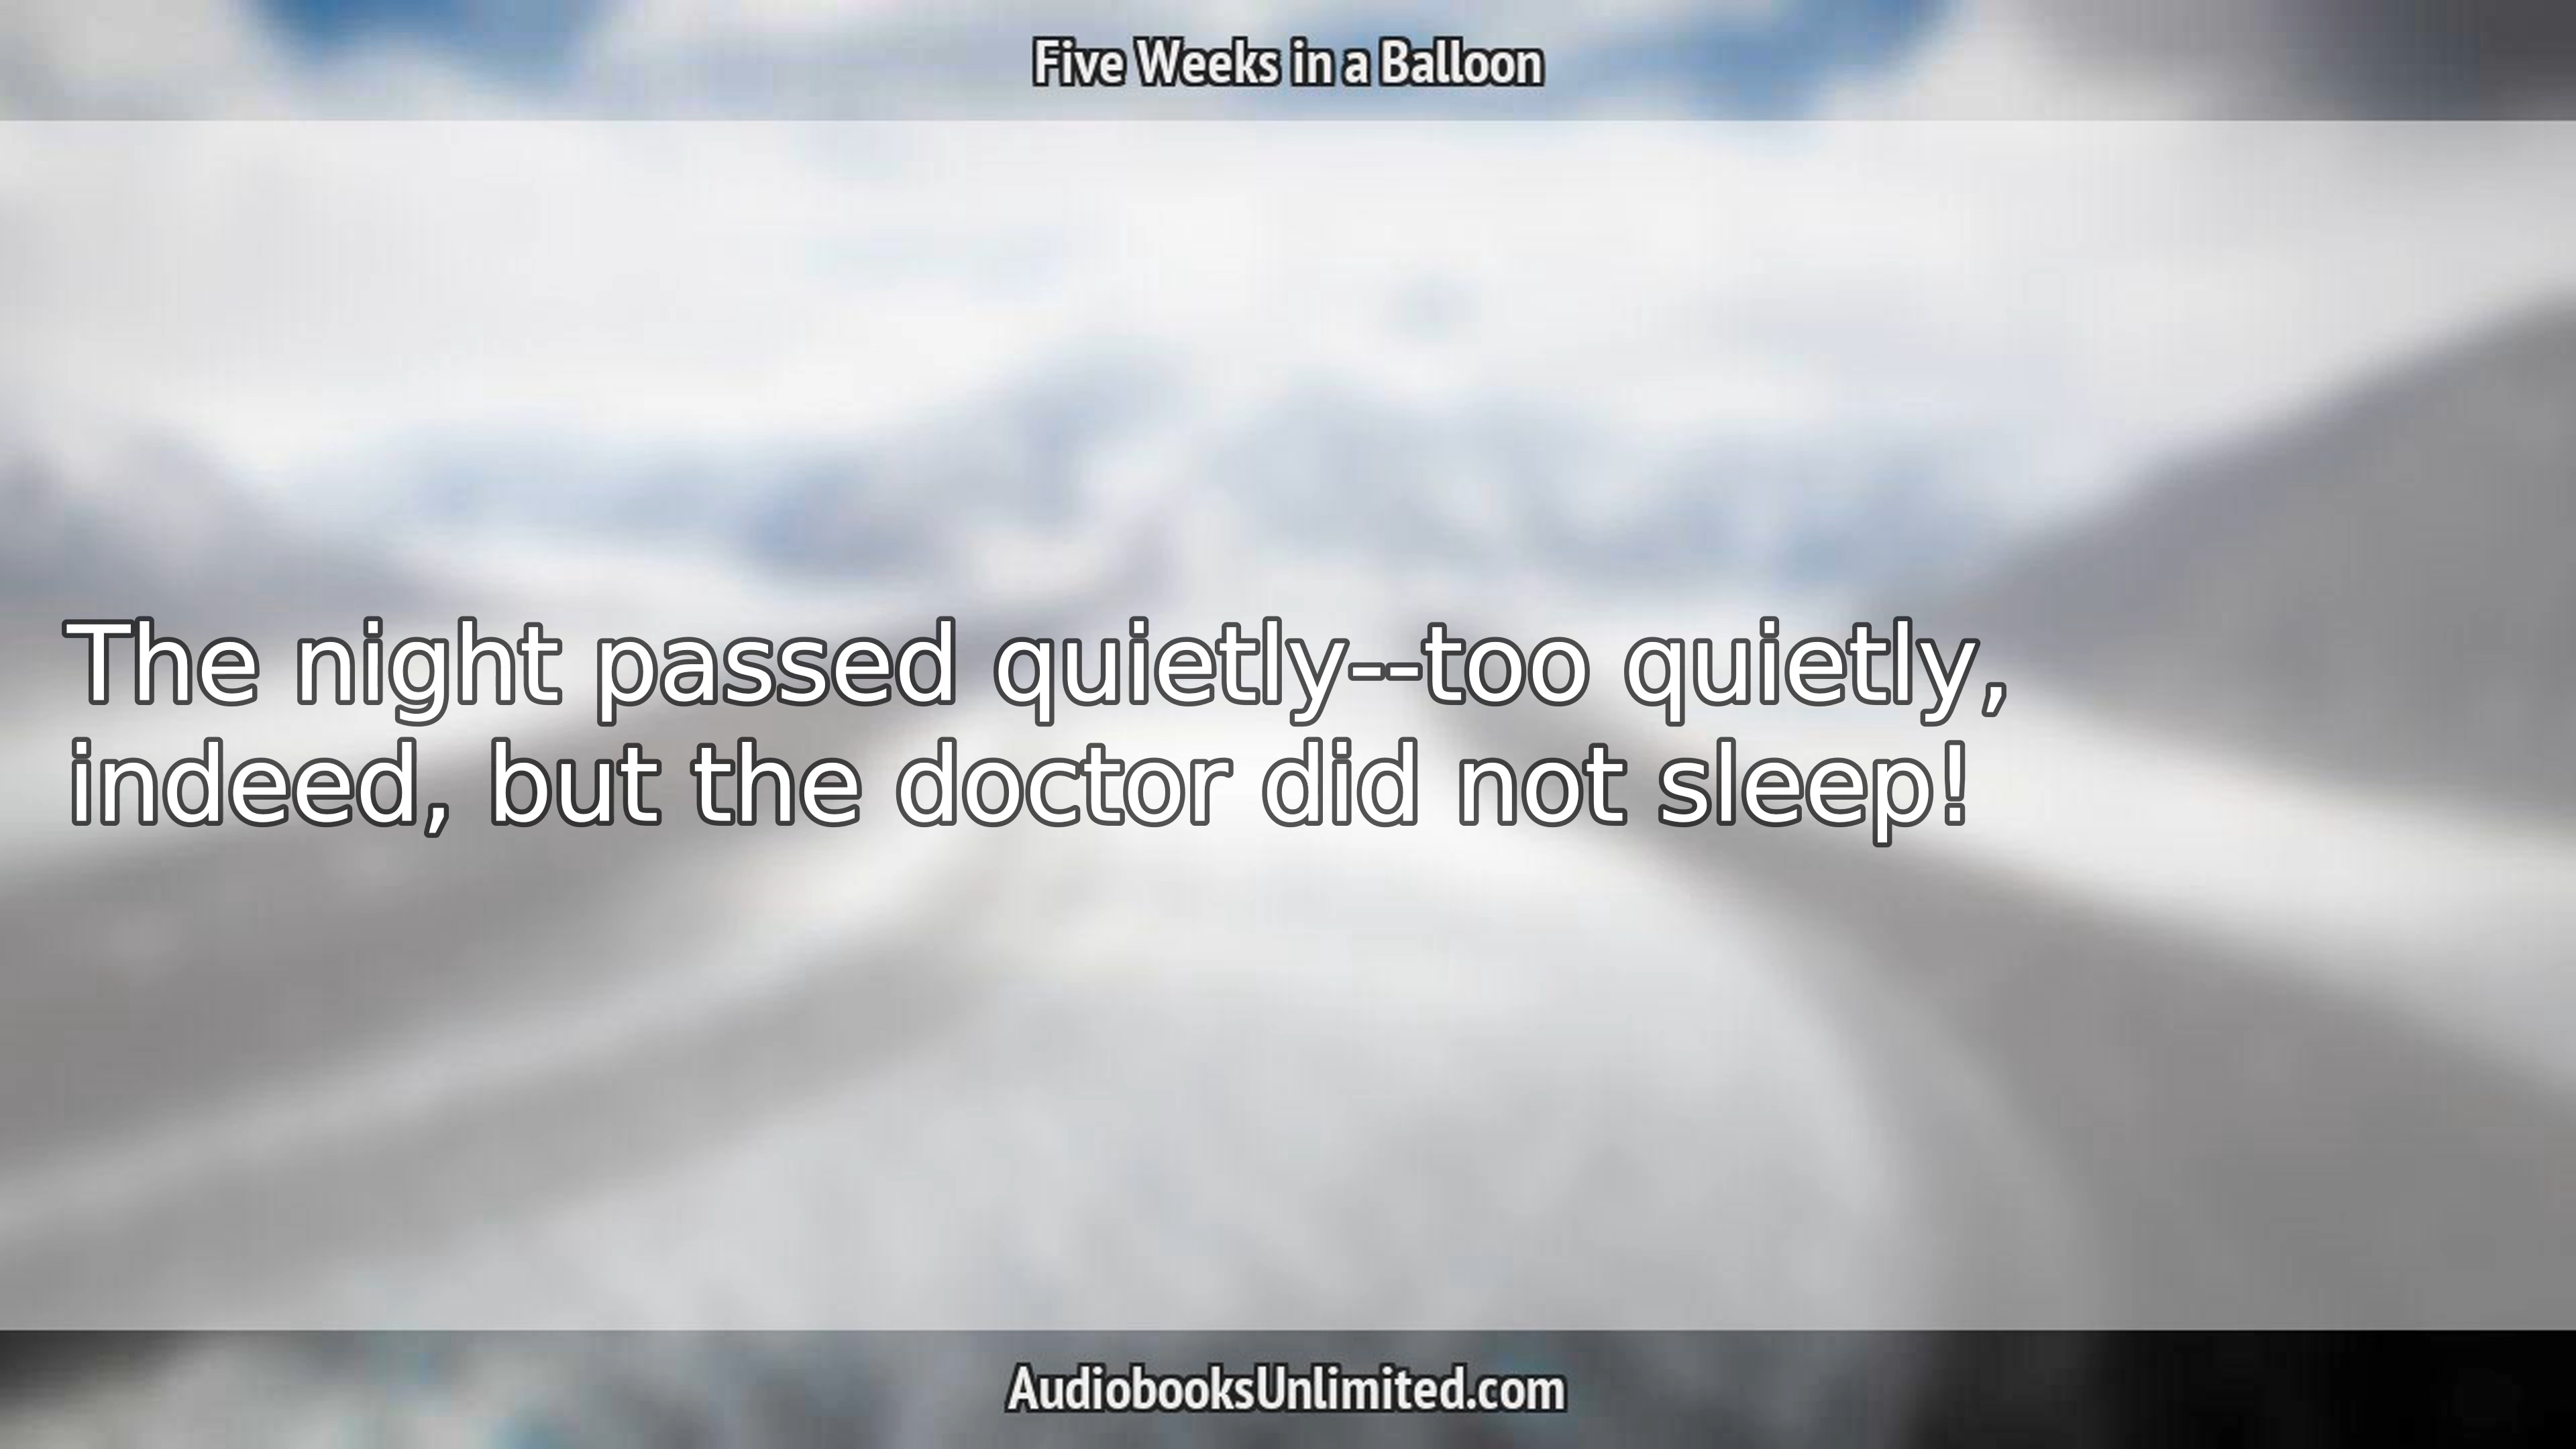 Five Weeks in a Balloon
The night passed quietly--too quietly,
indeed, but the doctor did not sleep!
AudiobooksUnlimited.com